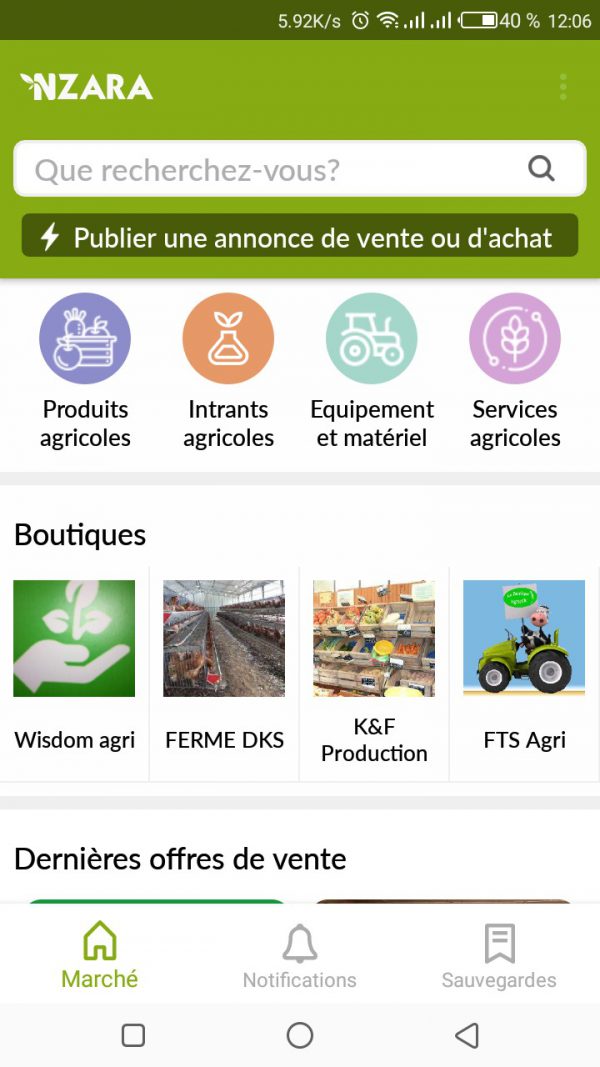 5.92K/s 40 % 12:06
NZARA
Que recherchez-vous?
Publier une annonce de vente ou d'achat
Produits
agricoles
Intrants
agricoles
Equipement
et matériel
Services
agricoles
Boutiques
Wisdom agri
FERME DKS
K&F
Production
FTS Agri
Dernières offres de vente
Marché
Notifications
Sauvegardes